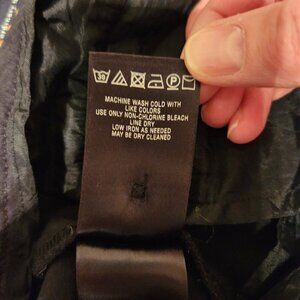 30
P
MACHINE WASH COLD WITH
LIKE COLORS
USE ONLY NON-CHLORINE BLEACH
LINE DRY
LOW IRON AS NEEDED
MAY BE DRY CLEANED